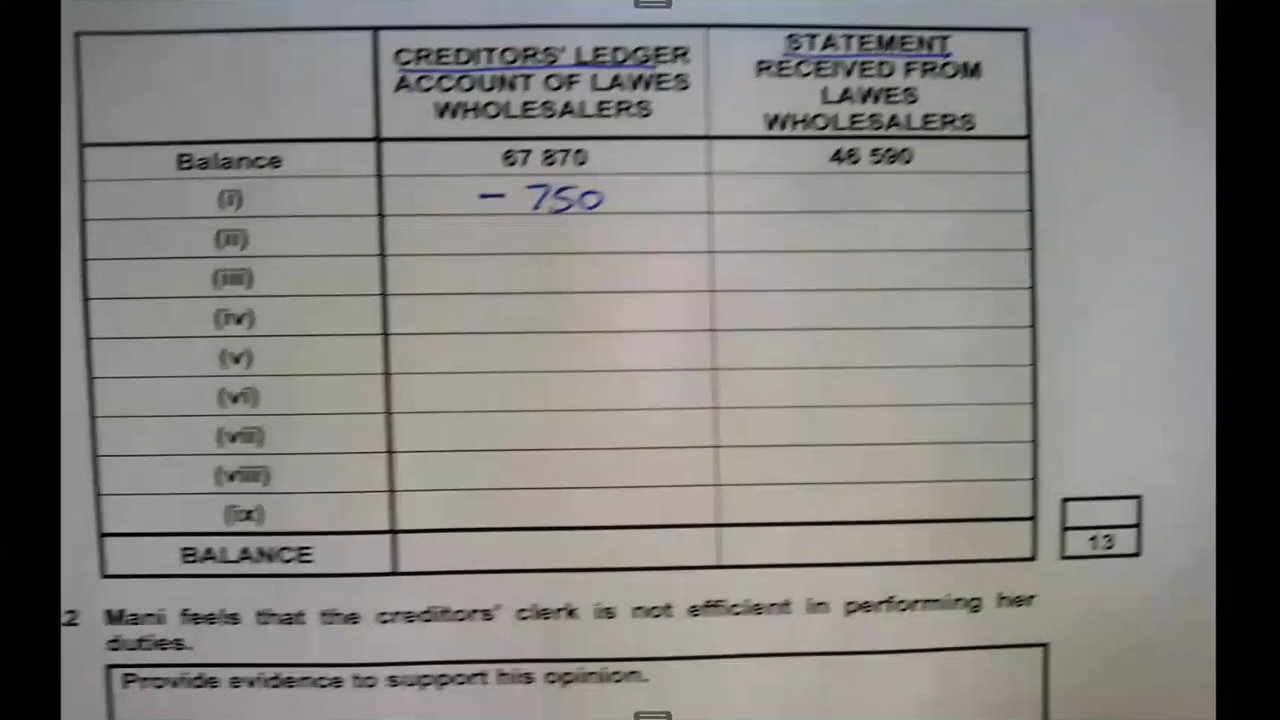 CREDITORS' LEDGER
ACCOUNT OF LAWES
WHOLESALERS
STATEMENT
RECEIVED FROM
LAWES
WHOLESALERS
Balance 67 870 46 590
(i) – 750
(ii)
(iii)
(iv)
(v)
(vi)
(vii)
(viii)
(ix)
BALANCE
13
2 Mani feels that the creditors' clerk is not efficient in performing her
duties.
Provide evidence to support his opinion.